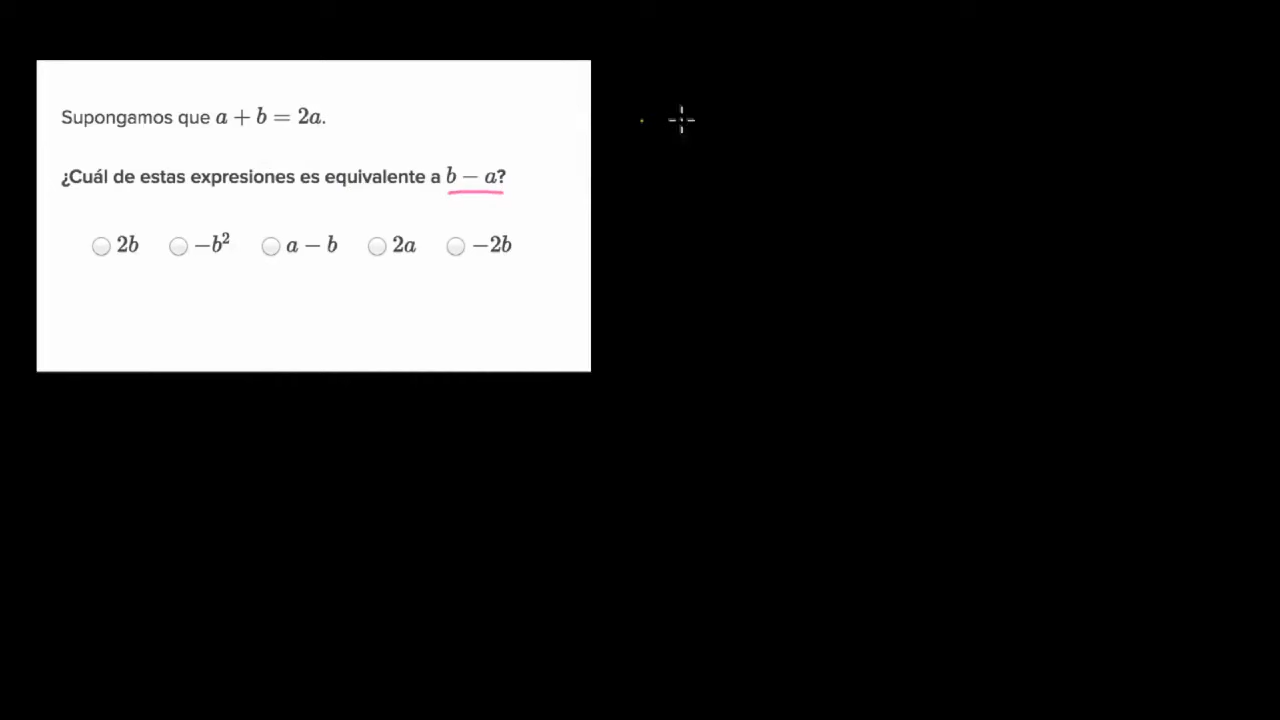 Supongamos que a + b = 2a.
¿Cuál de estas expresiones es equivalente a b − a?
2b −b² a − b 2a −2b